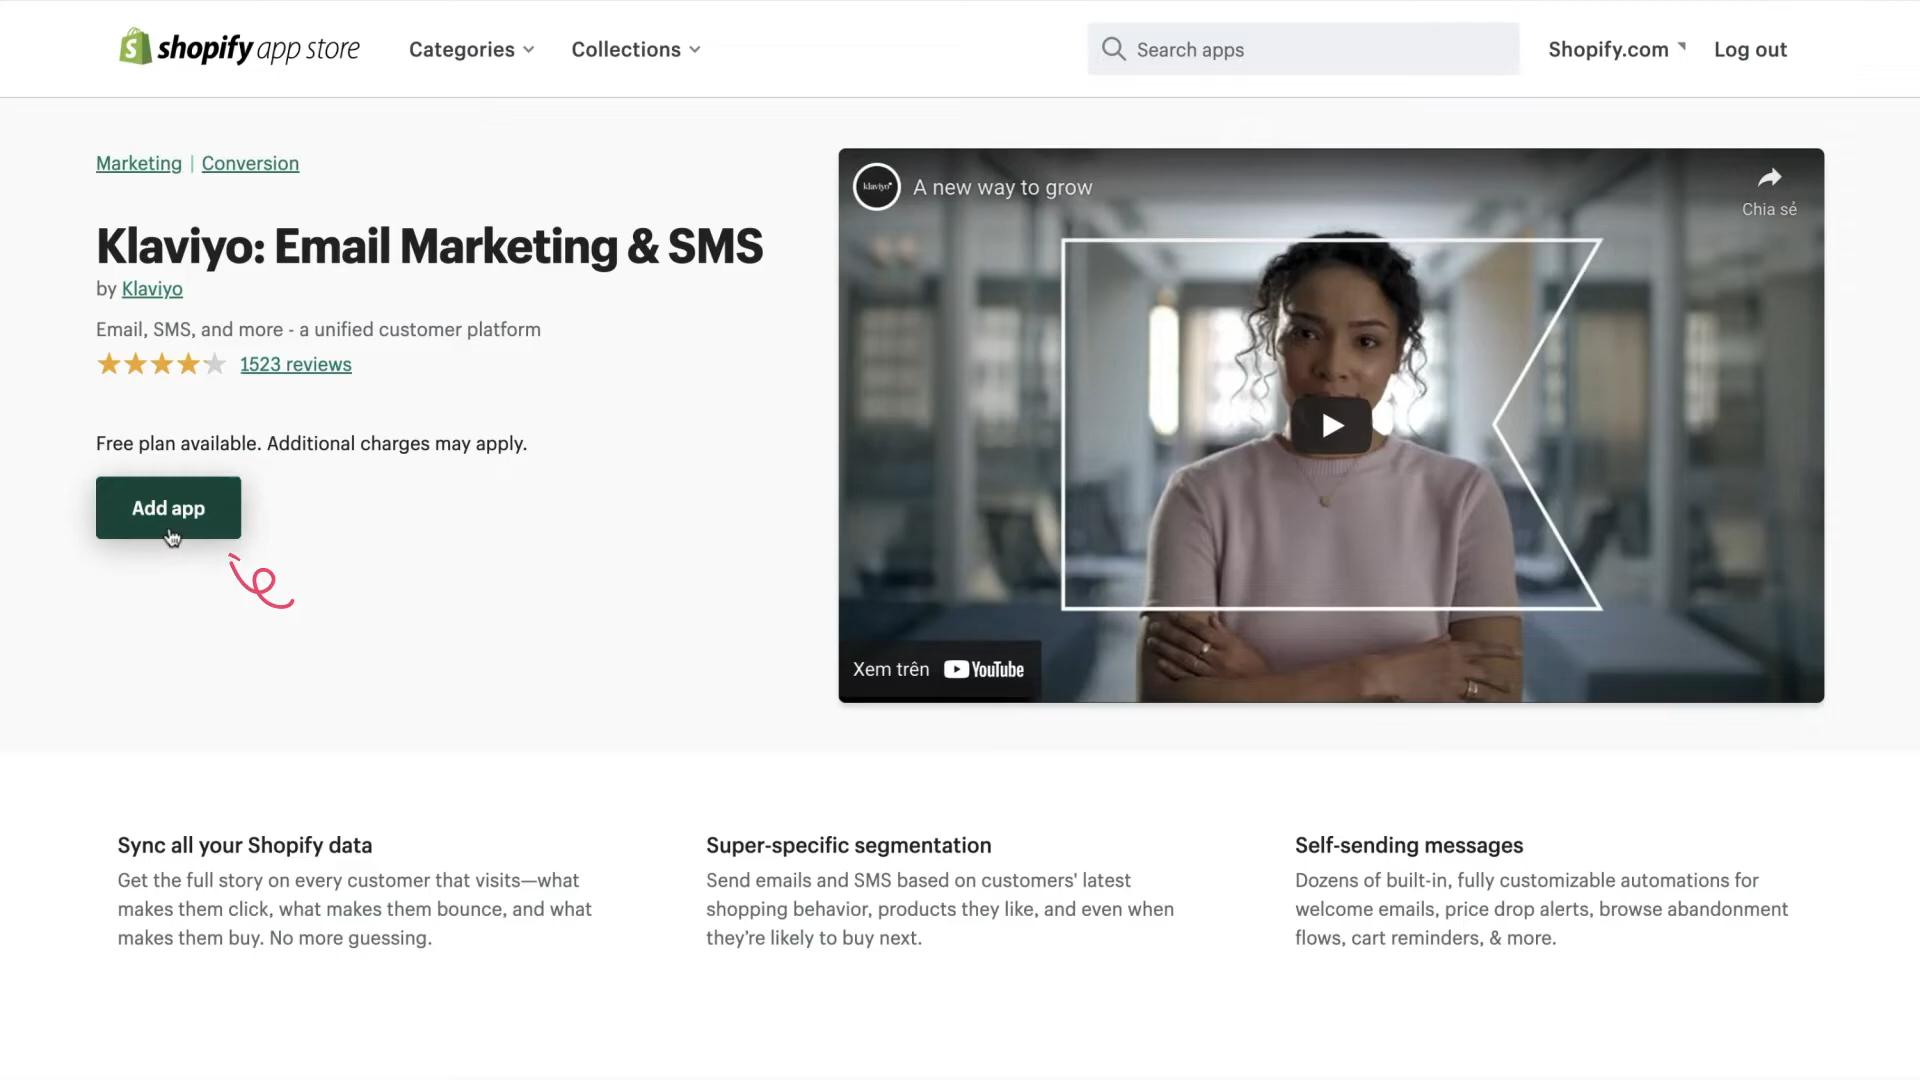 shopify app store
Categories
Collections
Search apps
Shopify.com
Log out
Marketing | Conversion
Klaviyo: Email Marketing & SMS
by Klaviyo
Email, SMS, and more - a unified customer platform
1523 reviews
Free plan available. Additional charges may apply.
Add app
klaviyo
A new way to grow
Chia sẻ
Xem trên YouTube
Sync all your Shopify data
Get the full story on every customer that visits—what
makes them click, what makes them bounce, and what
makes them buy. No more guessing.
Super-specific segmentation
Send emails and SMS based on customers' latest
shopping behavior, products they like, and even when
they’re likely to buy next.
Self-sending messages
Dozens of built-in, fully customizable automations for
welcome emails, price drop alerts, browse abandonment
flows, cart reminders, & more.